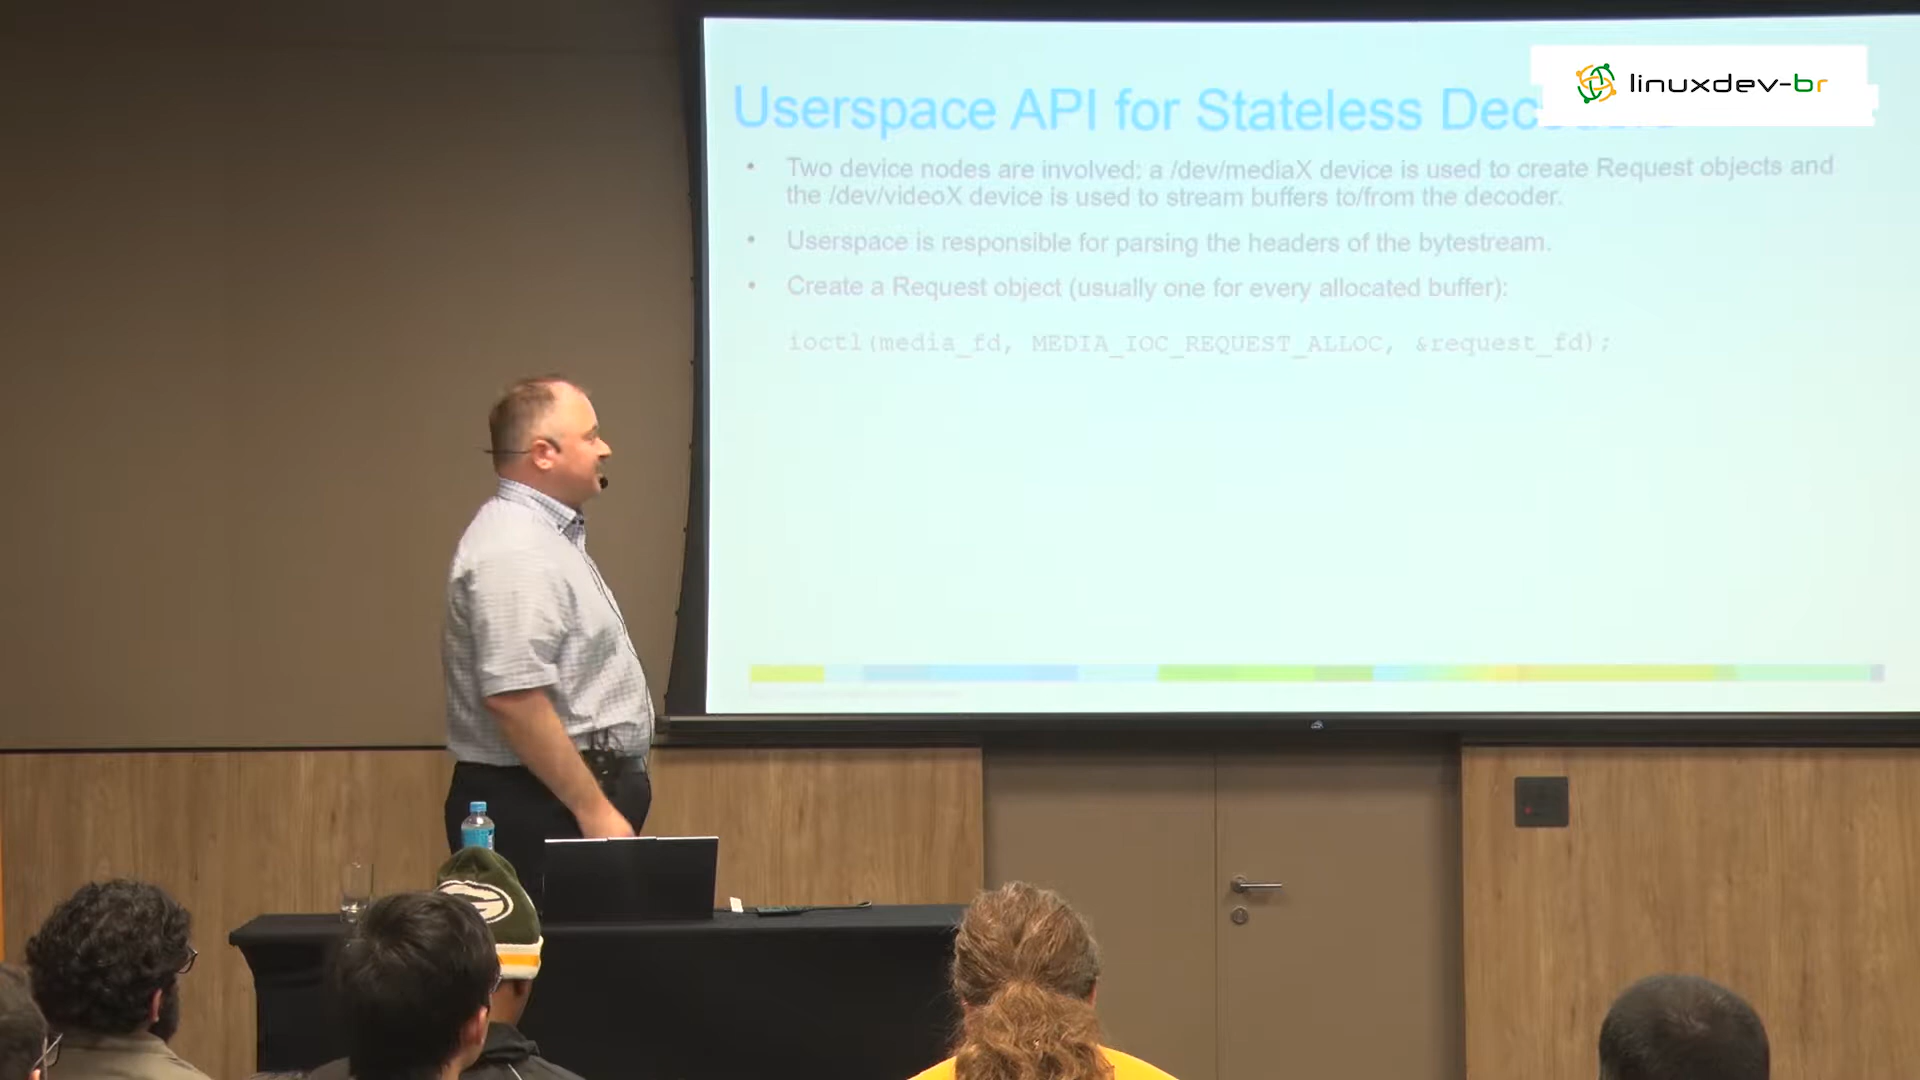 linuxdev-br
Userspace API for Stateless
• Two device nodes are involved: a /dev/mediaX device is used to create Request objects and
the /dev/videoX device is used to stream buffers to/from the decoder.
• Userspace is responsible for parsing the headers of the bytestream.
• Create a Request object (usually one for every allocated buffer):
ioctl(media_fd, MEDIA_IOC_REQUEST_ALLOC, &request_fd);
G